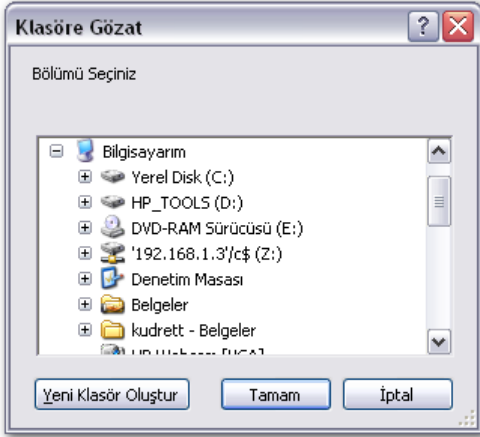 Klasöre Gözat
Bölümü Seçiniz
Bilgisayarım
Yerel Disk (C:)
HP_TOOLS (D:)
DVD-RAM Sürücüsü (E:)
'192.168.1.3'/c$ (Z:)
Denetim Masası
Belgeler
kudrett - Belgeler
Yeni Klasör Oluştur
Tamam
İptal